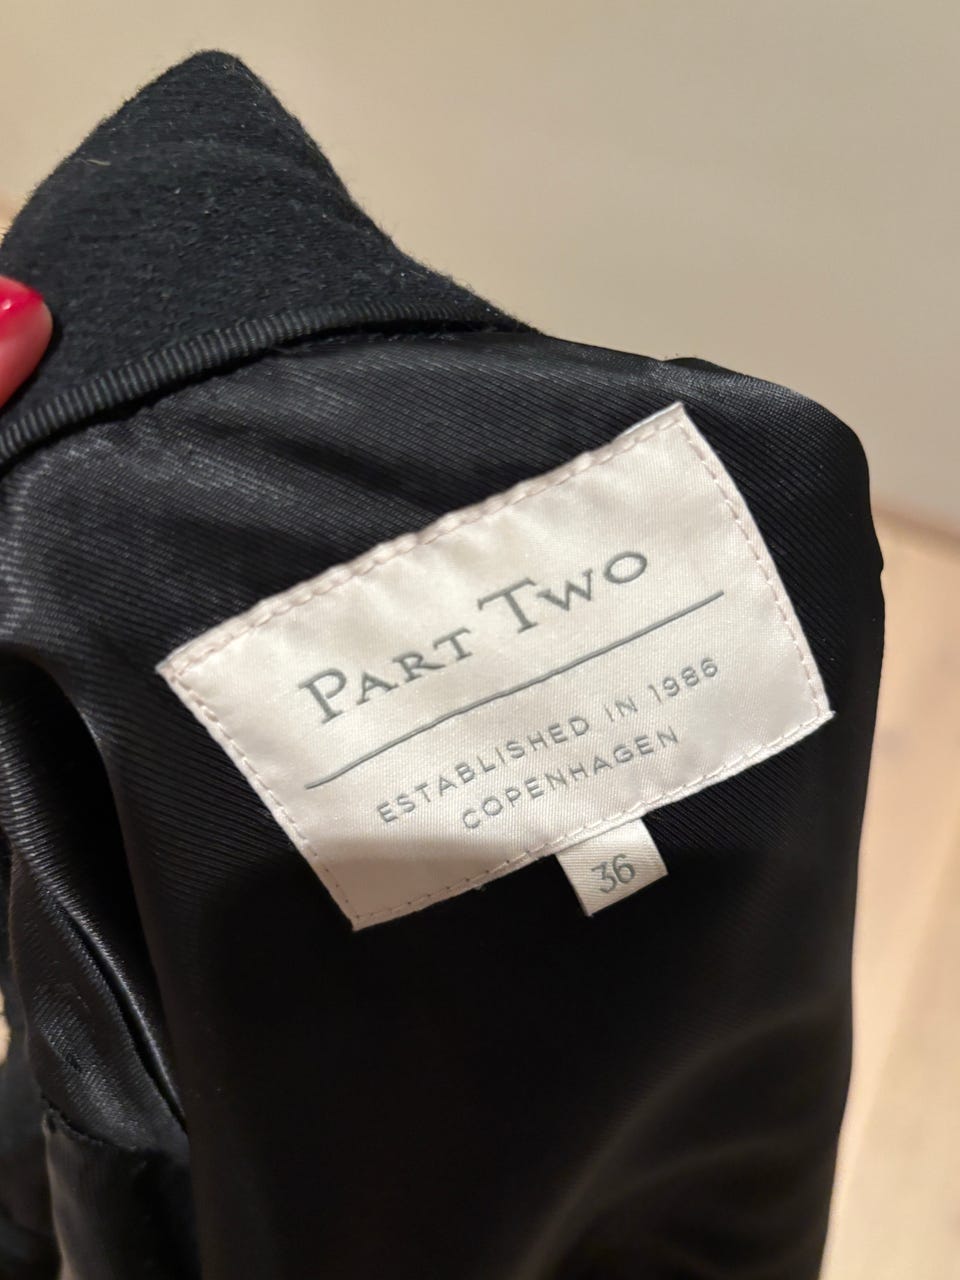 PART TWO
ESTABLISHED IN 1986
COPENHAGEN
36